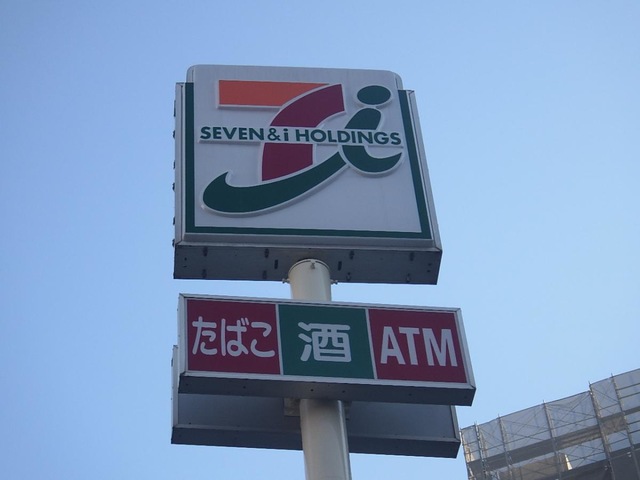 SEVEN & i HOLDINGS
たばこ 酒 ATM